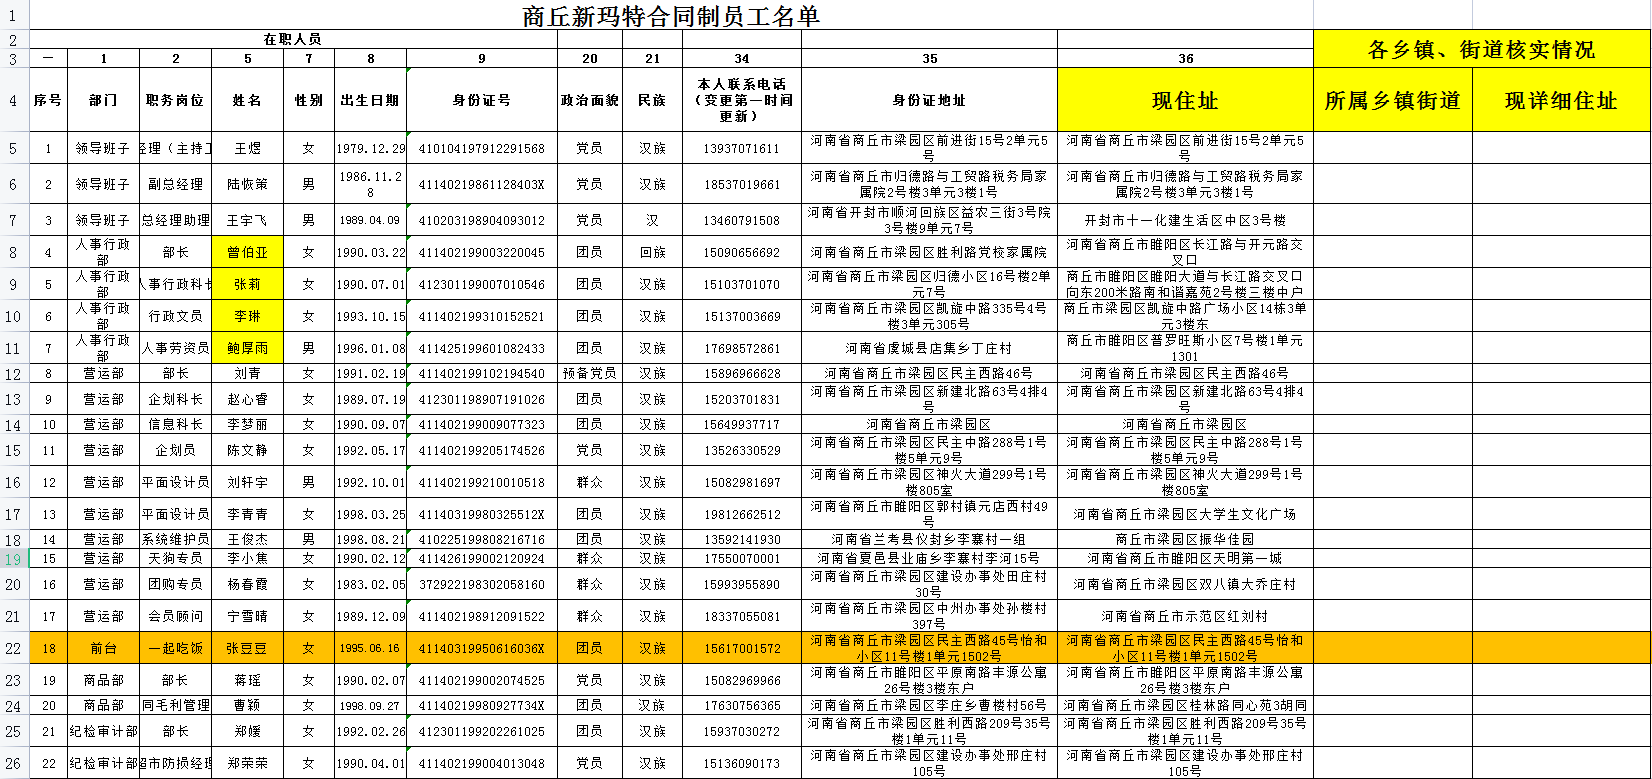 1 商丘新玛特合同制员工名单
2 在职人员 各乡镇、街道核实情况
3 一 1 2 5 7 8 9 20 21 34 35 36
4 序号 部门 职务岗位 姓名 性别 出生日期 身份证号 政治面貌 民族 本人联系电话（变更第一时间更新） 身份证地址 现住址 所属乡镇街道 现详细住址
5 1 领导班子 经理（主持工 王煜 女 1979.12.29 410104197912291568 党员 汉族 13937071611 河南省商丘市梁园区前进街15号2单元5号 河南省商丘市梁园区前进街15号2单元5号
6 2 领导班子 副总经理 陆恢策 男 1986.11.28 41140219861128403X 党员 汉族 18537019661 河南省商丘市归德路与工贸路税务局家属院2号楼3单元3楼1号 河南省商丘市归德路与工贸路税务局家属院2号楼3单元3楼1号
7 3 领导班子 总经理助理 王宇飞 男 1989.04.09 410203198904093012 党员 汉 13460791508 河南省开封市顺河回族区益农三街3号院3号楼9单元7号 开封市十一化建生活区中区3号楼
8 4 人事行政部 部长 曾伯亚 女 1990.03.22 411402199003220045 团员 回族 15090656692 河南省商丘市梁园区胜利路党校家属院 河南省商丘市睢阳区长江路与开元路交叉口
9 5 人事行政部 人事行政科长 张莉 女 1990.07.01 412301199007010546 团员 汉族 15103701070 河南省商丘市梁园区归德小区16号楼2单元7号 商丘市睢阳区睢阳大道与长江路交叉口向东200米路南和谐嘉苑2号楼三楼中户
10 6 人事行政部 行政文员 李琳 女 1993.10.15 411402199310152521 团员 汉族 15137003669 河南省商丘市梁园区凯旋中路335号4号楼3单元305号 商丘市梁园区凯旋中路广场小区14栋3单元3楼东
11 7 人事行政部 人事劳资员 鲍厚雨 男 1996.01.08 411425199601082433 团员 汉族 17698572861 河南省虞城县店集乡丁庄村 商丘市睢阳区普罗旺斯小区7号楼1单元1301
12 8 营运部 部长 刘青 女 1991.02.19 411402199102194540 预备党员 汉族 15896966628 河南省商丘市梁园区民主西路46号 河南省商丘市梁园区民主西路46号
13 9 营运部 企划科长 赵心睿 女 1989.07.19 412301198907191026 团员 汉族 15203701831 河南省商丘市梁园区新建北路63号4排4号 河南省商丘市梁园区新建北路63号4排4号
14 10 营运部 信息科长 李梦丽 女 1990.09.07 411402199009077323 团员 汉族 15649937717 河南省商丘市梁园区 河南省商丘市梁园区
15 11 营运部 企划员 陈文静 女 1992.05.17 411402199205174526 党员 汉族 13526330529 河南省商丘市梁园区民主中路288号1号楼5单元9号 河南省商丘市梁园区民主中路288号1号楼5单元9号
16 12 营运部 平面设计员 刘轩宇 男 1992.10.01 411402199210010518 群众 汉族 15082981697 河南省商丘市梁园区神火大道299号1号楼805室 河南省商丘市梁园区神火大道299号1号楼805室
17 13 营运部 平面设计员 李青青 女 1998.03.25 41140319980325512X 团员 汉族 19812662512 河南省商丘市睢阳区郭村镇元店西村49号 河南省商丘市梁园区大学生文化广场
18 14 营运部 系统维护员 王俊杰 男 1998.08.21 410225199808216716 团员 汉族 13592141930 河南省兰考县仪封乡李寨村一组 商丘市梁园区振华佳园
19 15 营运部 天狗专员 李小焦 女 1990.02.12 411426199002120924 群众 汉族 17550070001 河南省夏邑县业庙乡李寨村李河15号 河南省商丘市睢阳区天明第一城
20 16 营运部 团购专员 杨春霞 女 1983.02.05 372922198302058160 群众 汉族 15993955890 河南省商丘市梁园区建设办事处田庄村30号 河南省商丘市梁园区双八镇大乔庄村
21 17 营运部 会员顾问 宁雪晴 女 1989.12.09 411402198912091522 群众 汉族 18337055081 河南省商丘市梁园区中州办事处孙楼村397号 河南省商丘市示范区红刘村
22 18 前台 一起吃饭 张豆豆 女 1995.06.16 41140319950616036X 团员 汉族 15617001572 河南省商丘市梁园区民主西路45号怡和小区11号楼1单元1502号 河南省商丘市梁园区民主西路45号怡和小区11号楼1单元1502号
23 19 商品部 部长 蒋瑶 女 1990.02.07 411402199002074525 党员 汉族 15082969966 河南省商丘市睢阳区平原南路丰源公寓26号楼3楼东户 河南省商丘市睢阳区平原南路丰源公寓26号楼3楼东户
24 20 商品部 同毛利管理 曹颖 女 1998.09.27 41140219980927734X 团员 汉族 17630756365 河南省商丘市梁园区李庄乡曹楼村56号 河南省商丘市梁园区桂林路同心苑3胡同
25 21 纪检审计部 部长 郑媛 女 1992.02.26 412301199202261025 团员 汉族 15937030272 河南省商丘市梁园区胜利西路209号35号楼1单元11号 河南省商丘市梁园区胜利西路209号35号楼1单元11号
26 22 纪检审计部 超市防损经理 郑荣荣 女 1990.04.01 411402199004013048 党员 汉族 15136090173 河南省商丘市梁园区建设办事处邢庄村105号 河南省商丘市梁园区建设办事处邢庄村105号